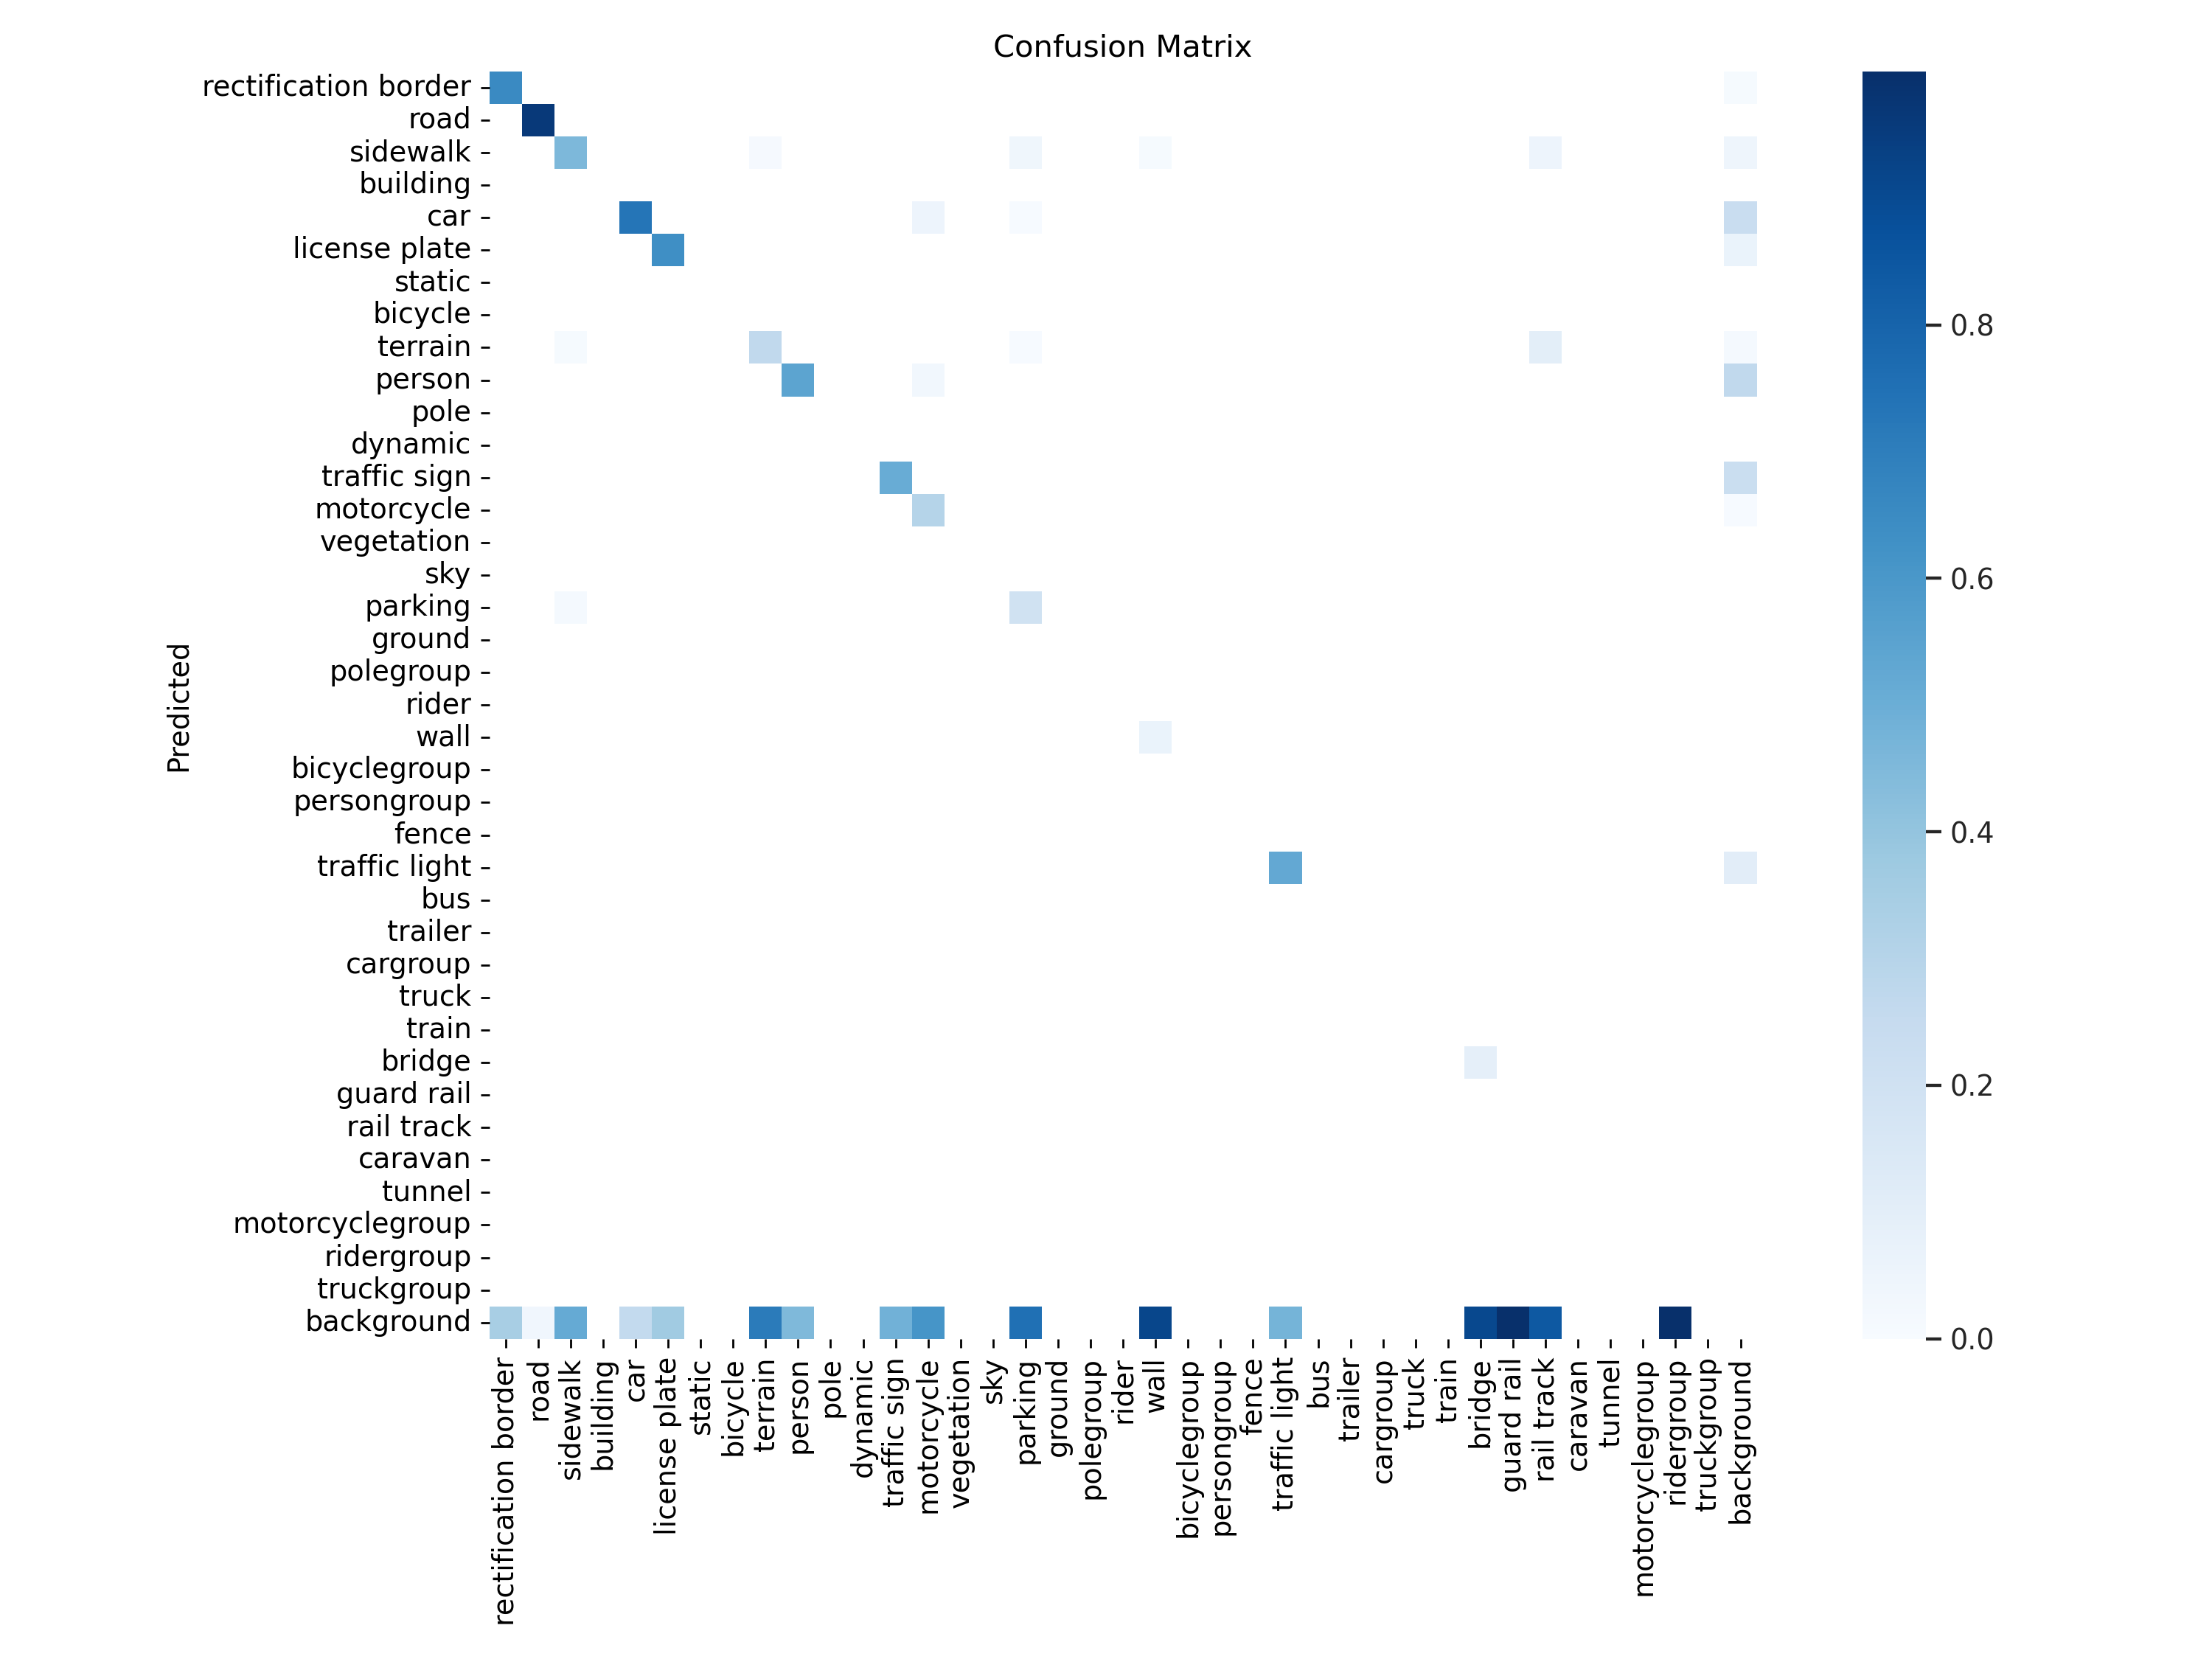 Confusion Matrix
rectification border
road
sidewalk
building
car
license plate
static
bicycle
terrain
person
pole
dynamic
traffic sign
motorcycle
vegetation
sky
parking
ground
polegroup
rider
wall
bicyclegroup
persongroup
fence
traffic light
bus
trailer
cargroup
truck
train
bridge
guard rail
rail track
caravan
tunnel
motorcyclegroup
ridergroup
truckgroup
background
Predicted
rectification border
road
sidewalk
building
car
license plate
static
bicycle
terrain
person
pole
dynamic
traffic sign
motorcycle
vegetation
sky
parking
ground
polegroup
rider
wall
bicyclegroup
persongroup
fence
traffic light
bus
trailer
cargroup
truck
train
bridge
guard rail
rail track
caravan
tunnel
motorcyclegroup
ridergroup
truckgroup
background
0.8
0.6
0.4
0.2
0.0